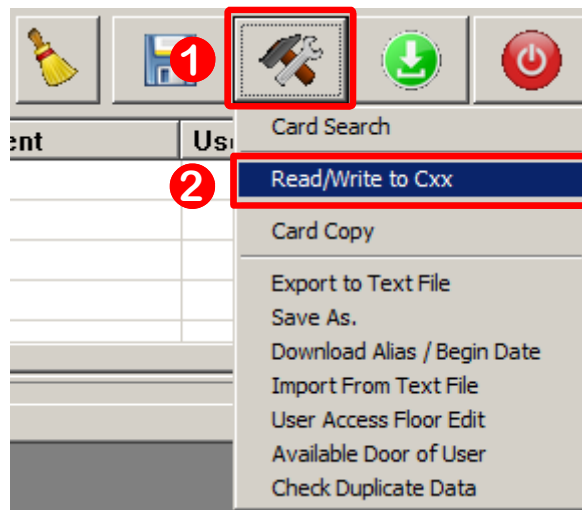 1
ent
Us
Card Search
2
Read/Write to Cxx
Card Copy
Export to Text File
Save As.
Download Alias / Begin Date
Import From Text File
User Access Floor Edit
Available Door of User
Check Duplicate Data